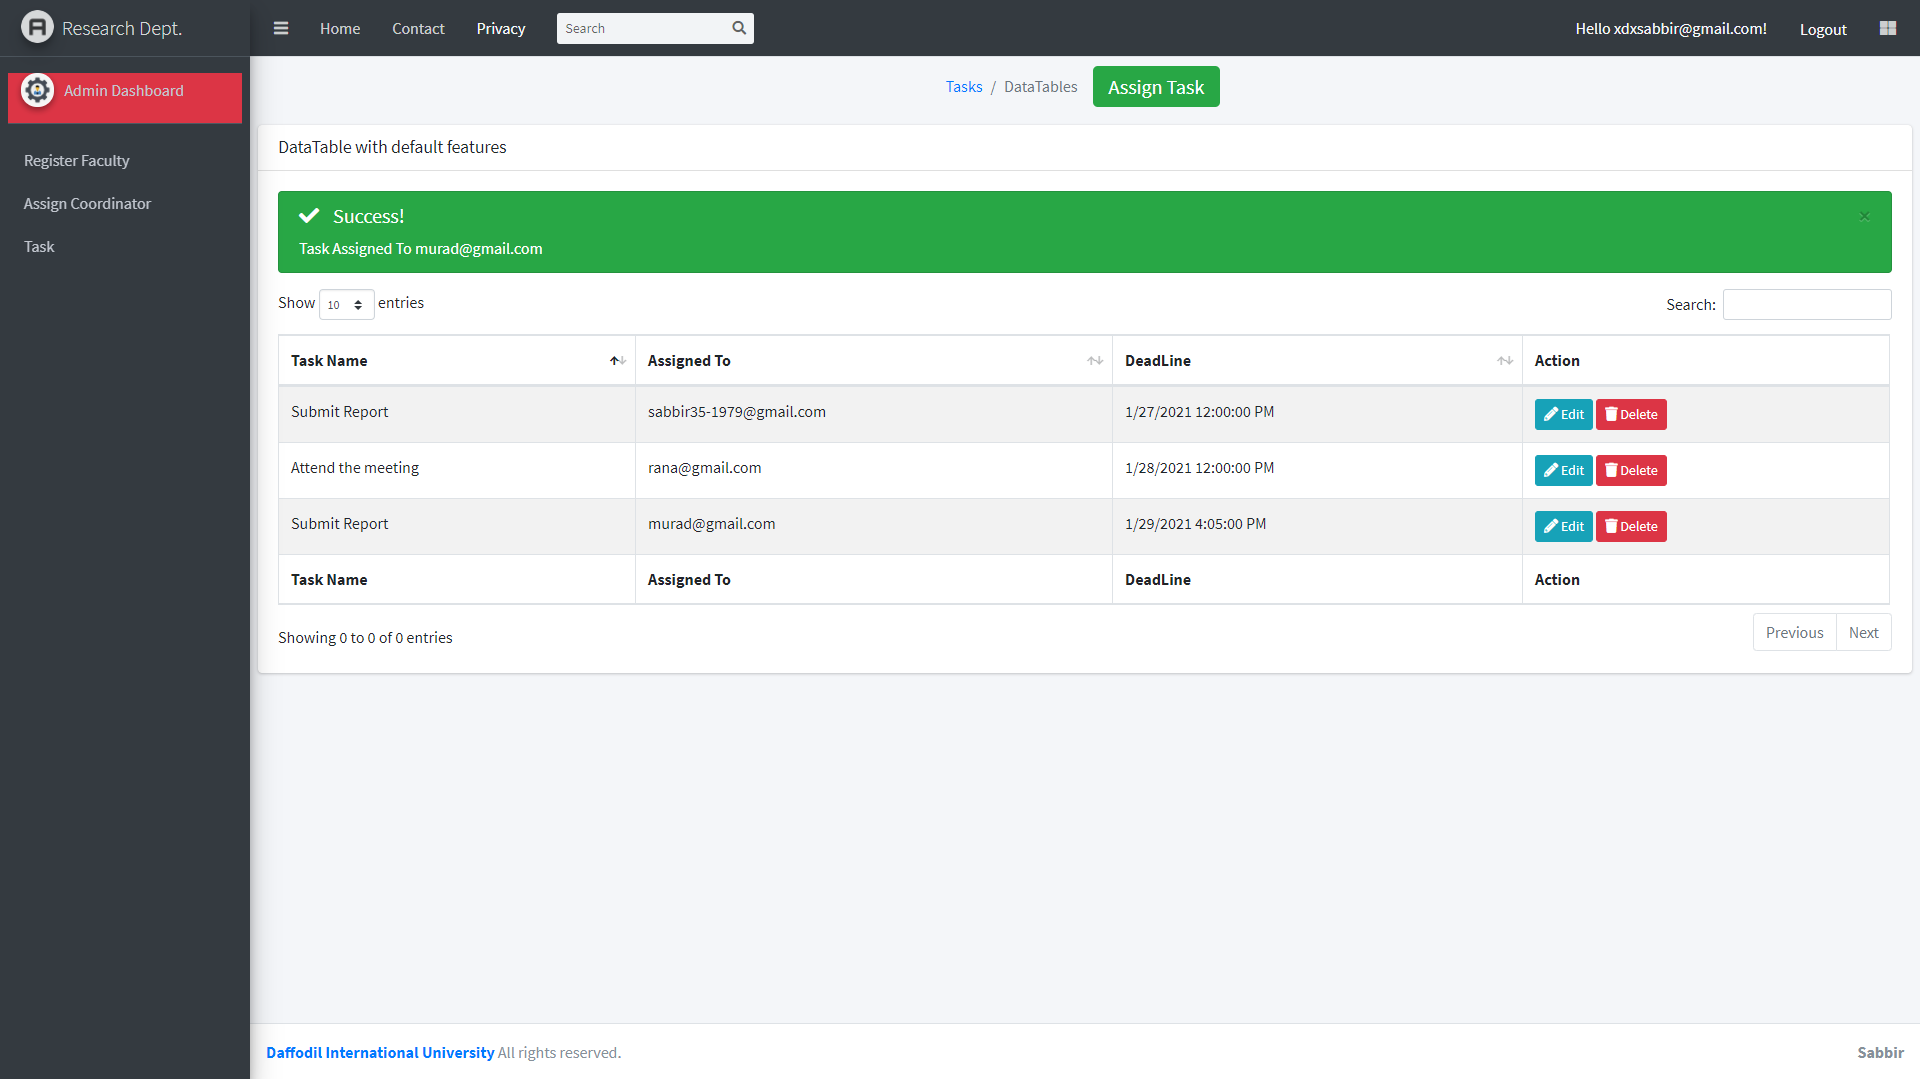 Research Dept.
Home Contact Privacy Search Hello xdxsabbir@gmail.com! Logout
Admin Dashboard
Register Faculty
Assign Coordinator
Task
Tasks / DataTables Assign Task
DataTable with default features
Success!
×
Task Assigned To murad@gmail.com
Show 10 entries Search:
Task Name Assigned To DeadLine Action
Submit Report sabbir35-1979@gmail.com 1/27/2021 12:00:00 PM Edit Delete
Attend the meeting rana@gmail.com 1/28/2021 12:00:00 PM Edit Delete
Submit Report murad@gmail.com 1/29/2021 4:05:00 PM Edit Delete
Task Name Assigned To DeadLine Action
Showing 0 to 0 of 0 entries Previous Next
Daffodil International University All rights reserved. Sabbir